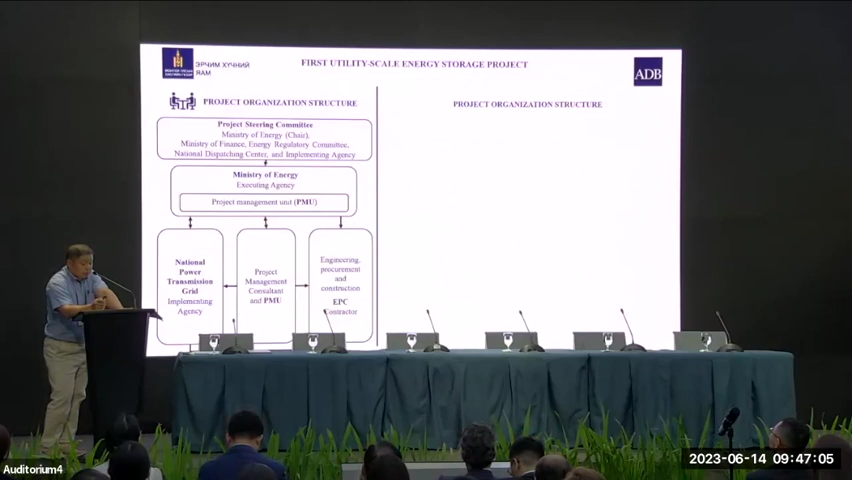 ЭРЧИМ ХҮЧНИЙ
ЯАМ
FIRST UTILITY-SCALE ENERGY STORAGE PROJECT
ADB
PROJECT ORGANIZATION STRUCTURE
Project Steering Committee
Ministry of Energy (Chair),
Ministry of Finance, Energy Regulatory Committee,
National Dispatching Center, and Implementing Agency
Ministry of Energy
Executing Agency
Project management unit (PMU)
National
Power
Transmission
Grid
Implementing
Agency
Project
Management
Consultant
and PMU
Engineering,
procurement
and
construction
EPC
Contractor
PROJECT ORGANIZATION STRUCTURE
Auditorium4
2023-06-14 09:47:05